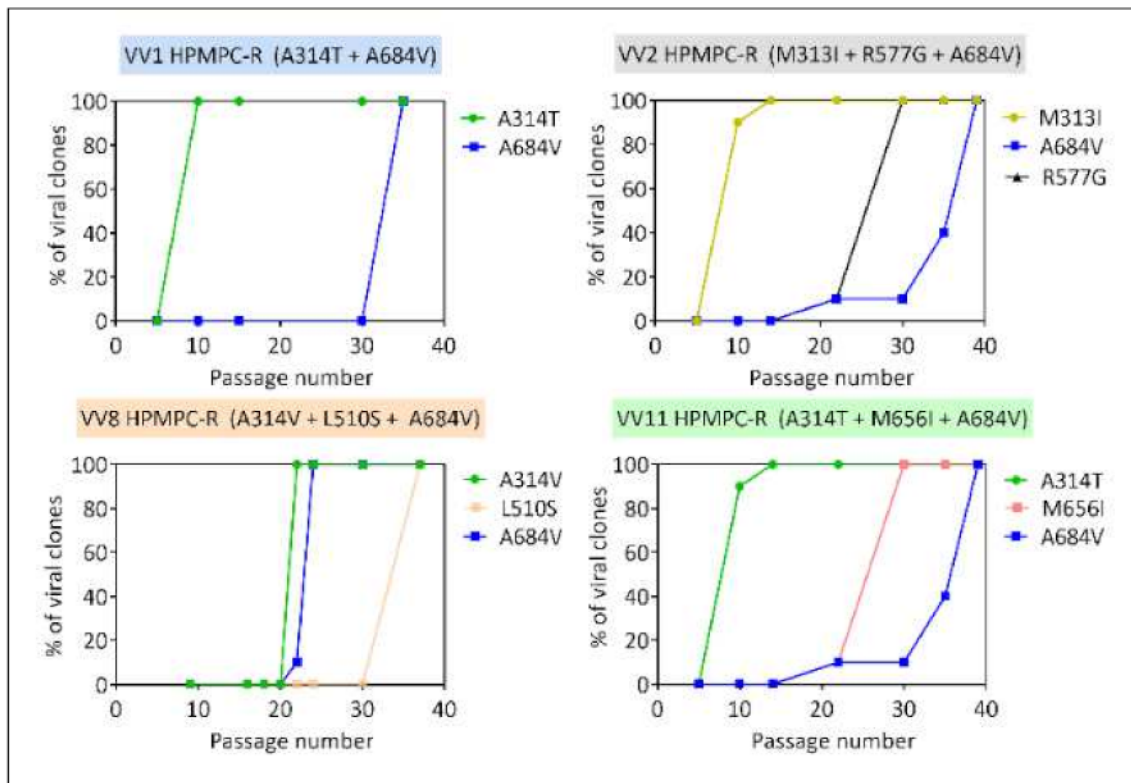 VV1 HPMPC-R (A314T + A684V)
% of viral clones
100
80
60
40
20
0
0 10 20 30 40
Passage number
A314T
A684V
VV2 HPMPC-R (M313I + R577G + A684V)
% of viral clones
100
80
60
40
20
0
0 10 20 30 40
Passage number
M313I
A684V
R577G
VV8 HPMPC-R (A314V + L510S + A684V)
% of viral clones
100
80
60
40
20
0
0 10 20 30 40
Passage number
A314V
L510S
A684V
VV11 HPMPC-R (A314T + M656I + A684V)
% of viral clones
100
80
60
40
20
0
0 10 20 30 40
Passage number
A314T
M656I
A684V